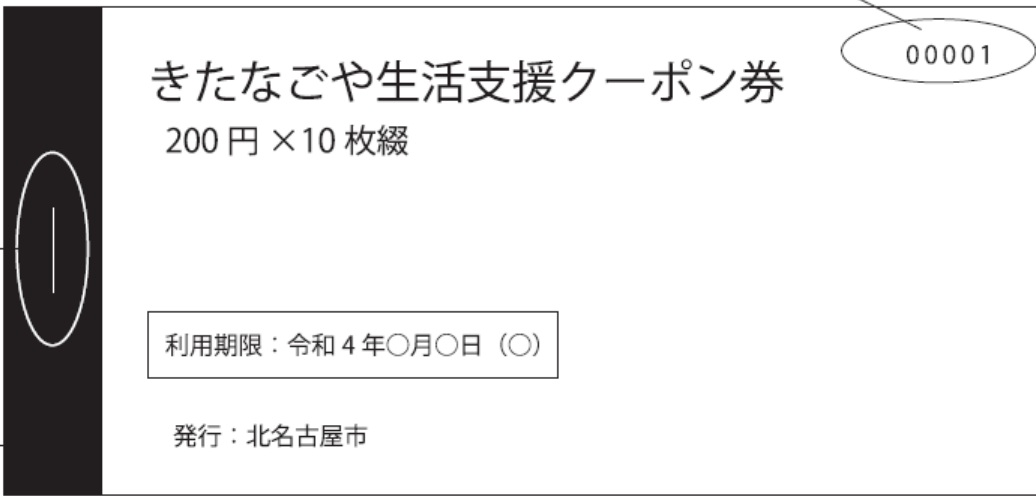 00001
きたなごや生活支援クーポン券
200 円 ×10 枚綴
利用期限：令和 4 年○月○日（○）
発行：北名古屋市